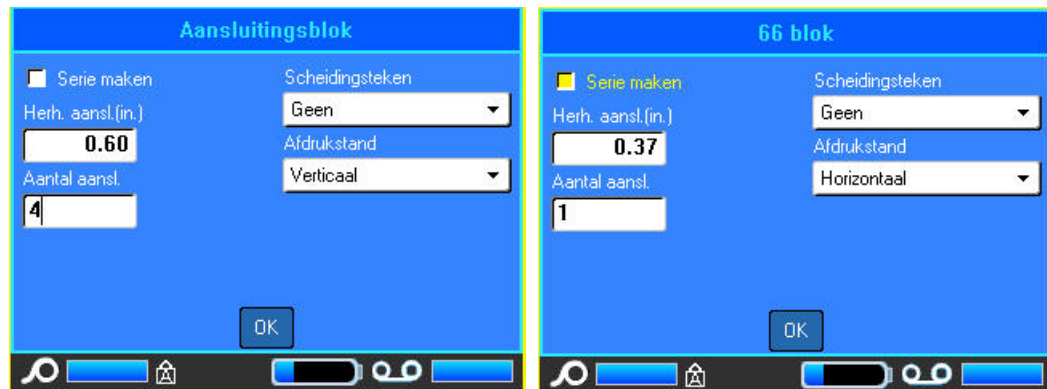 Aansluitingsblok
Serie maken
Herh. aansl.(in.)
0.60
Aantal aansl.
4
Scheidingsteken
Geen
Afdrukstand
Verticaal
OK
A
66 blok
Serie maken
Herh. aansl.(in.)
0.37
Aantal aansl.
1
Scheidingsteken
Geen
Afdrukstand
Horizontaal
OK
A